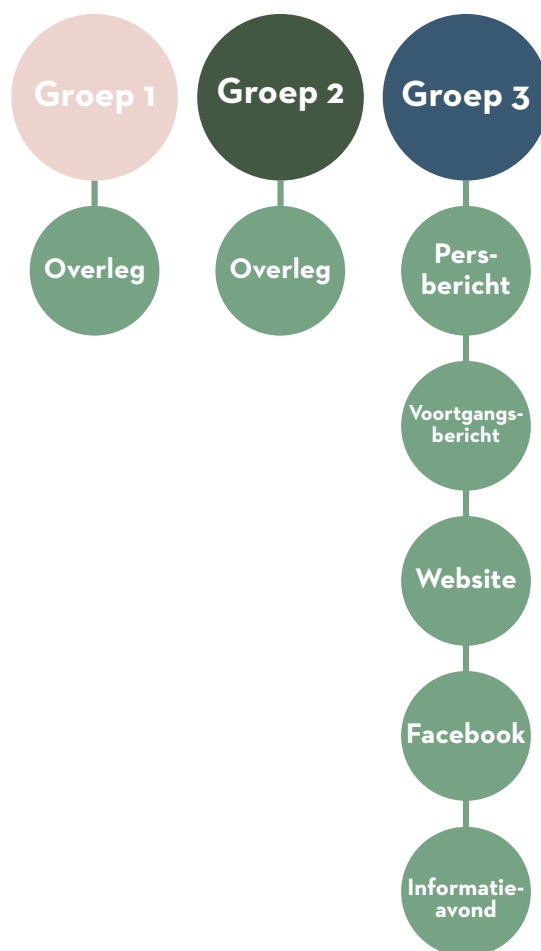 Groep 1
Groep 2
Groep 3
Overleg
Overleg
Pers-
bericht
Voortgangs-
bericht
Website
Facebook
Informatie-
avond